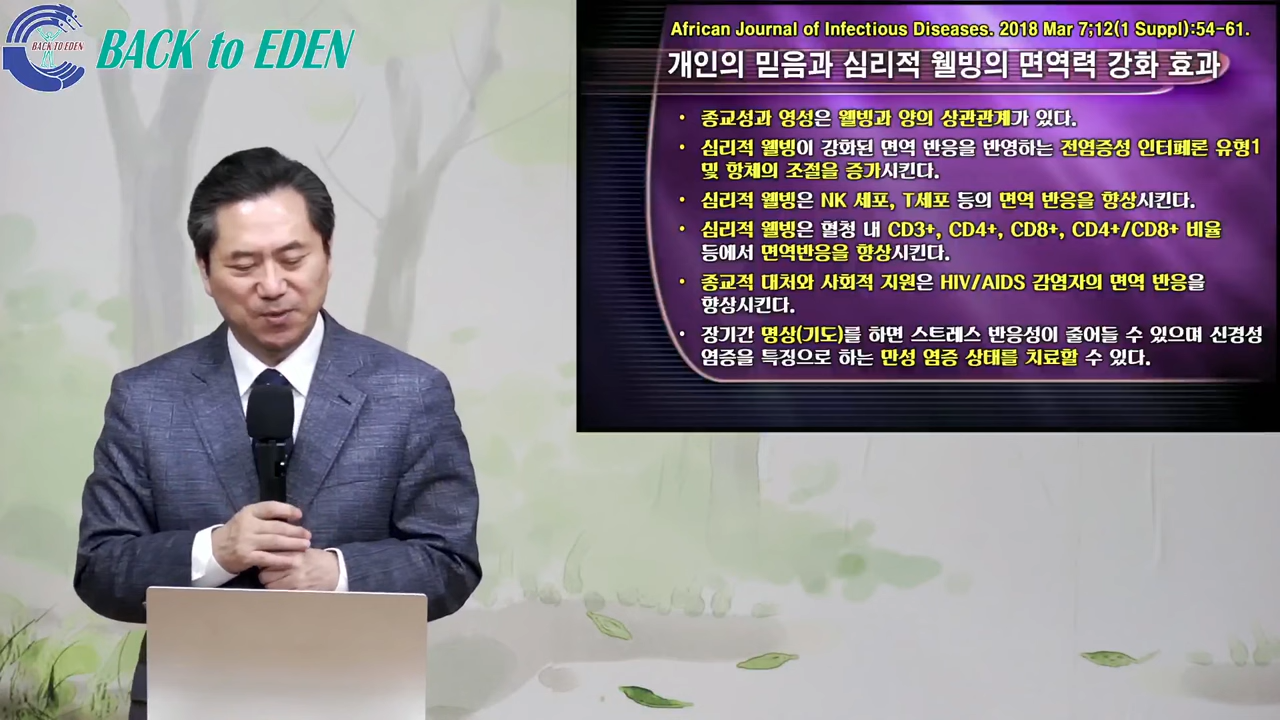 BACK TO EDEN
BACK to EDEN
African Journal of Infectious Diseases. 2018 Mar 7;12(1 Suppl):54-61.
개인의 믿음과 심리적 웰빙의 면역력 강화 효과
• 종교성과 영성은 웰빙과 양의 상관관계가 있다.
• 심리적 웰빙이 강화된 면역 반응을 반영하는 전염증성 인터페론 유형1
및 항체의 조절을 증가시킨다.
• 심리적 웰빙은 NK 세포, T세포 등의 면역 반응을 향상시킨다.
• 심리적 웰빙은 혈청 내 CD3+, CD4+, CD8+, CD4+/CD8+ 비율
등에서 면역반응을 향상시킨다.
• 종교적 대처와 사회적 지원은 HIV/AIDS 감염자의 면역 반응을
향상시킨다.
• 장기간 명상(기도)를 하면 스트레스 반응성이 줄어들 수 있으며 신경성
염증을 특징으로 하는 만성 염증 상태를 치료할 수 있다.